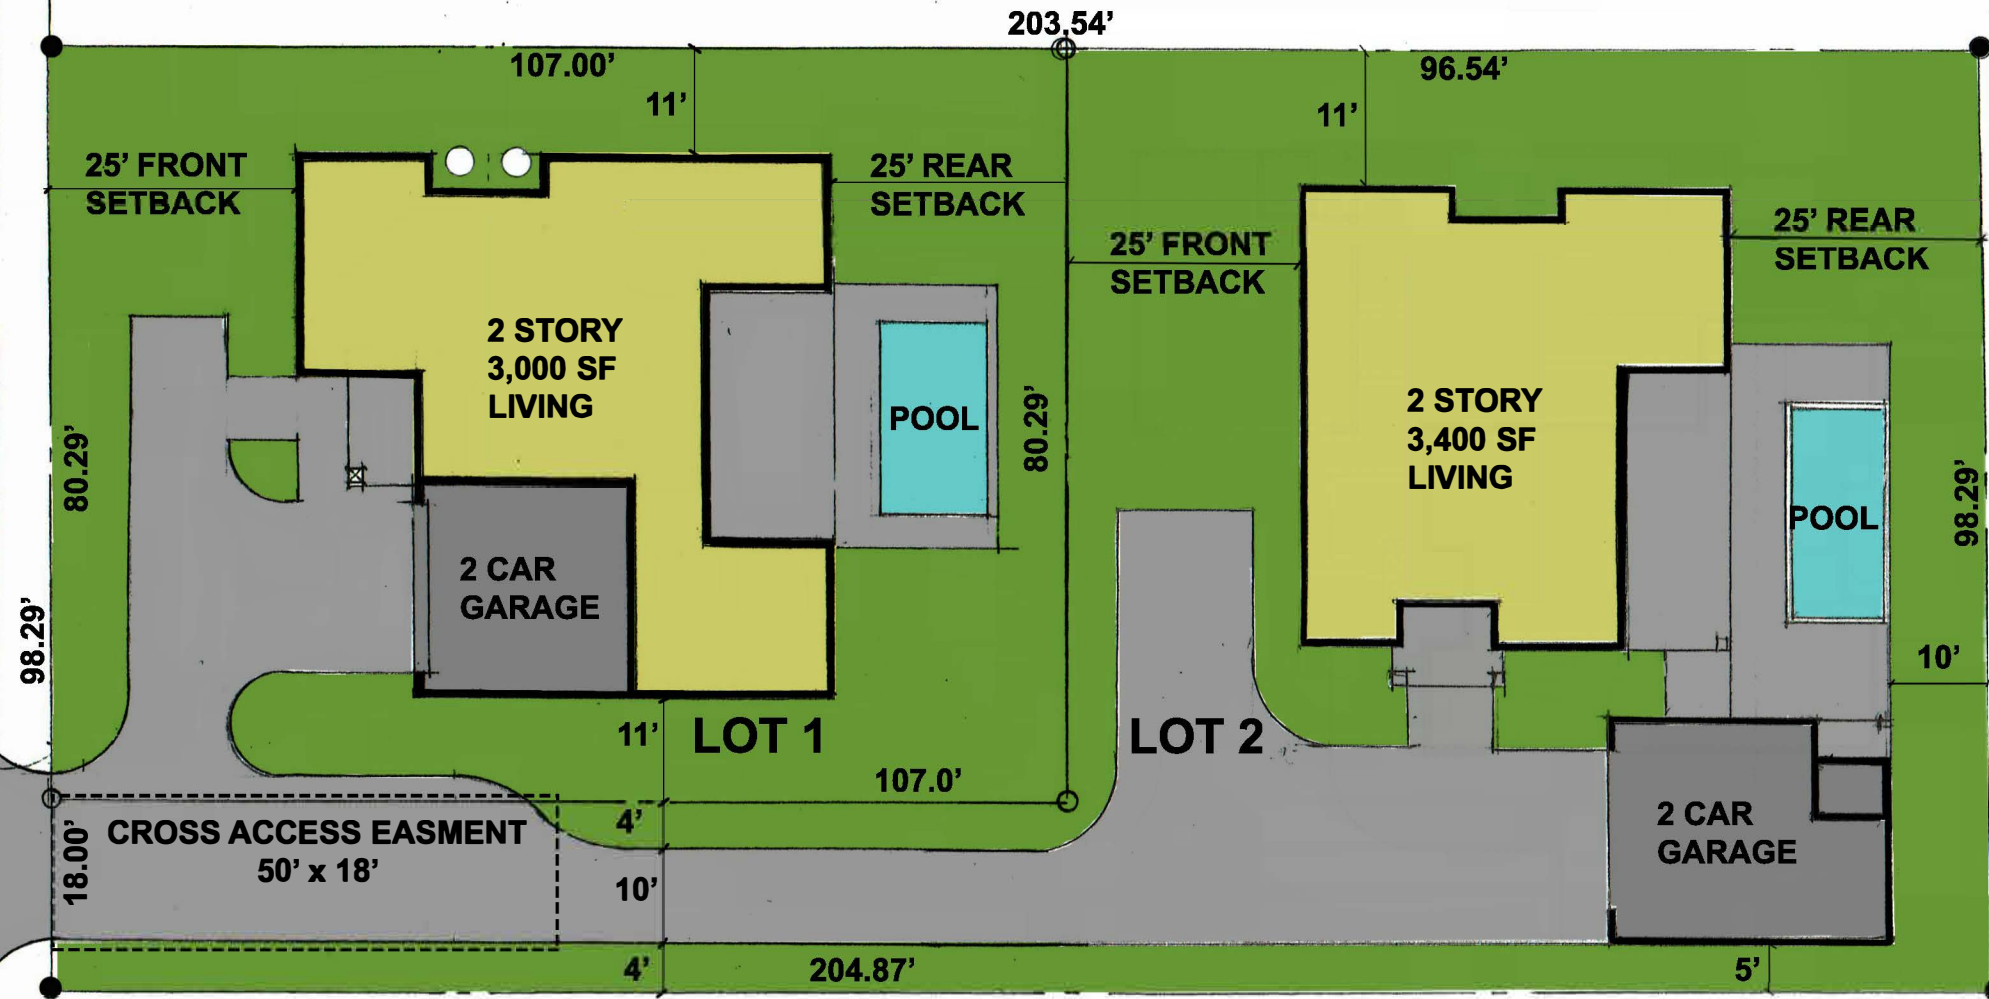 203.54’
107.00’
96.54’
11’
11’
25’ FRONT
SETBACK
25’ REAR
SETBACK
25’ FRONT
SETBACK
25’ REAR
SETBACK
2 STORY
3,000 SF
LIVING
POOL
80.29’
80.29’
2 STORY
3,400 SF
LIVING
POOL
98.29’
98.29’
2 CAR
GARAGE
10’
11’
LOT 1
LOT 2
107.0’
4’
CROSS ACCESS EASMENT
50’ x 18’
18.00’
10’
2 CAR
GARAGE
4’
204.87’
5’